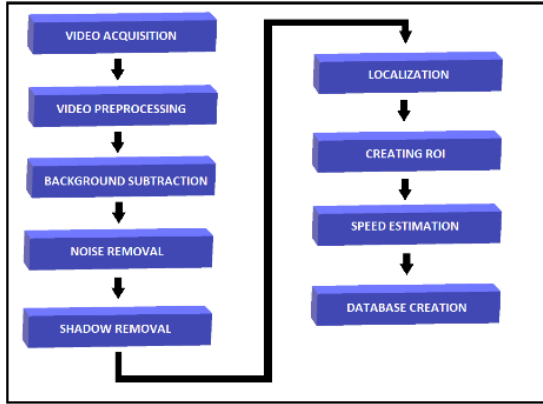 VIDEO ACQUISITION
VIDEO PREPROCESSING
BACKGROUND SUBTRACTION
NOISE REMOVAL
SHADOW REMOVAL
LOCALIZATION
CREATING ROI
SPEED ESTIMATION
DATABASE CREATION